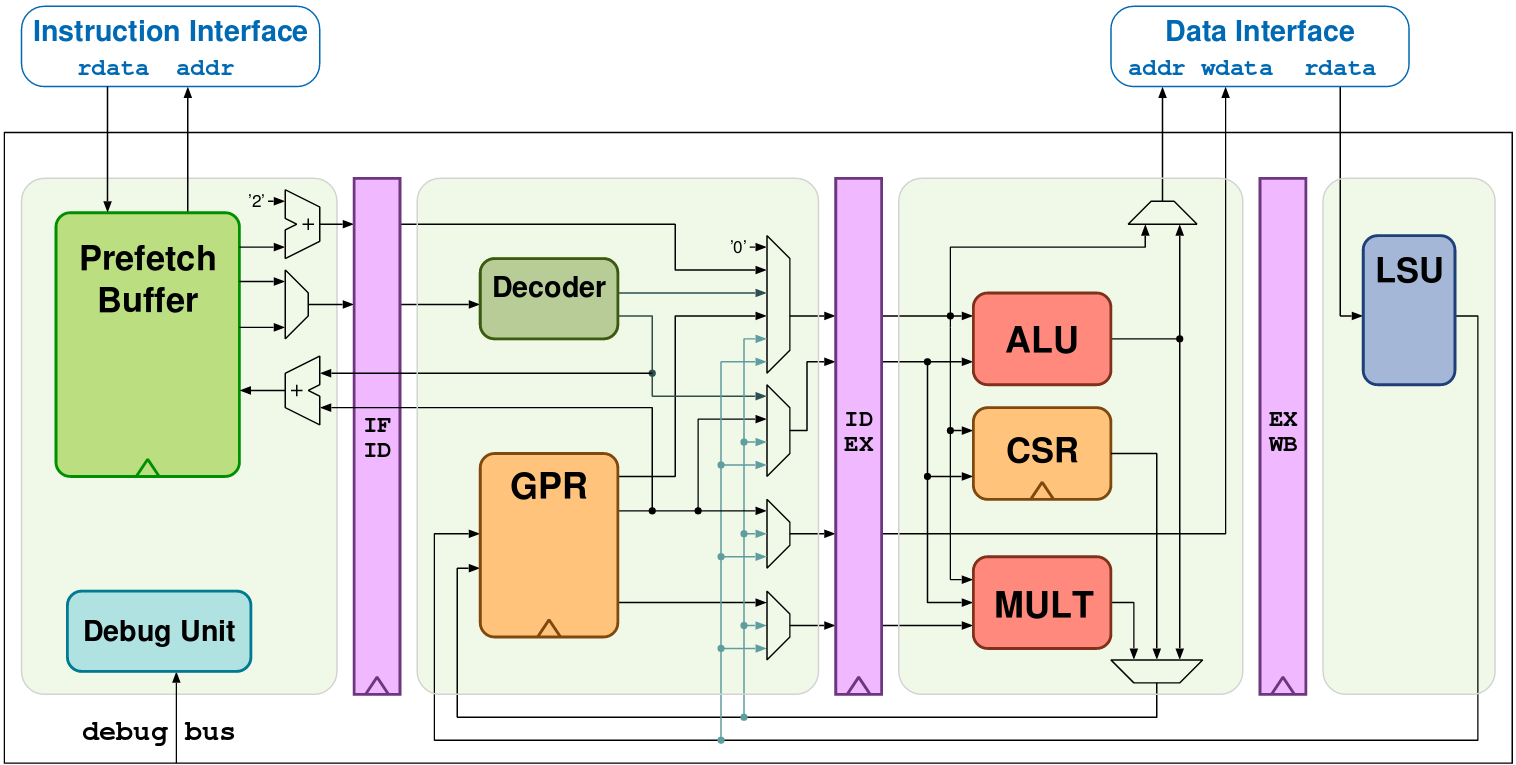 Instruction Interface
rdata addr
Data Interface
addr wdata rdata
'2'
+
Prefetch
Buffer
+
IF
ID
Decoder
'0'
GPR
ID
EX
ALU
CSR
MULT
EX
WB
LSU
Debug Unit
debug bus